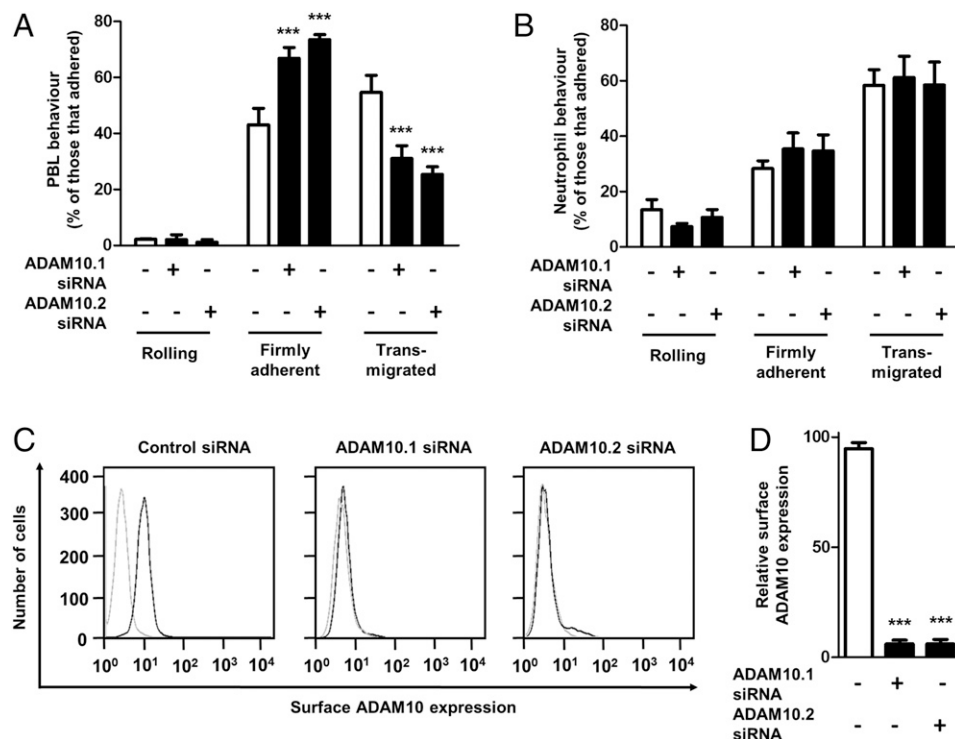 A
PBL behaviour
(% of those that adhered)
80
60
40
20
0
*** ***
*** ***
ADAM10.1 siRNA - + - - + - - + -
ADAM10.2 siRNA - - + - - + - - +
Rolling
Firmly adherent
Trans-migrated
B
Neutrophil behaviour
(% of those that adhered)
80
60
40
20
0
ADAM10.1 siRNA - + - - + - - + -
ADAM10.2 siRNA - - + - - + - - +
Rolling
Firmly adherent
Trans-migrated
C
Control siRNA
ADAM10.1 siRNA
ADAM10.2 siRNA
Number of cells
400
300
200
100
0
10⁰ 10¹ 10² 10³ 10⁴
10⁰ 10¹ 10² 10³ 10⁴
10⁰ 10¹ 10² 10³ 10⁴
Surface ADAM10 expression
D
Relative surface
ADAM10 expression
100
50
0
*** ***
ADAM10.1 siRNA - + -
ADAM10.2 siRNA - - +